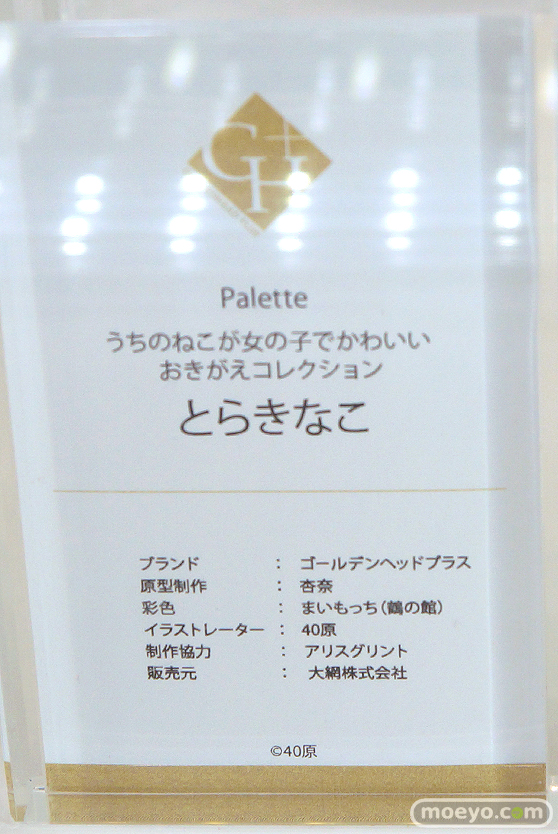 G+H
Palette
うちのねこが女の子でかわいい
おきがえコレクション
とらきなこ
ブランド : ゴールデンヘッドプラス
原型制作 : 杏奈
彩色 : まいもっち(鶴の館)
イラストレーター : 40原
制作協力 : アリスグリント
販売元 : 大網株式会社
©40原
moeyo.com